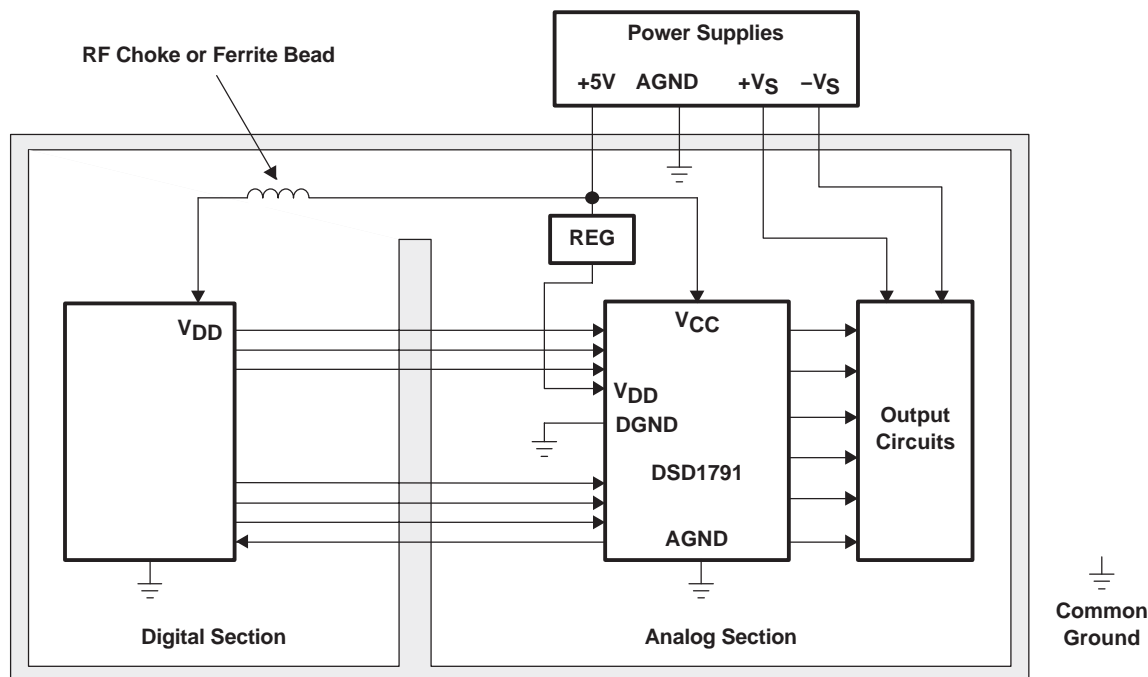 Power Supplies
RF Choke or Ferrite Bead
+5V AGND +VS –VS
REG
VDD
VCC
VDD
DGND
Output
Circuits
DSD1791
AGND
Common
Ground
Digital Section
Analog Section